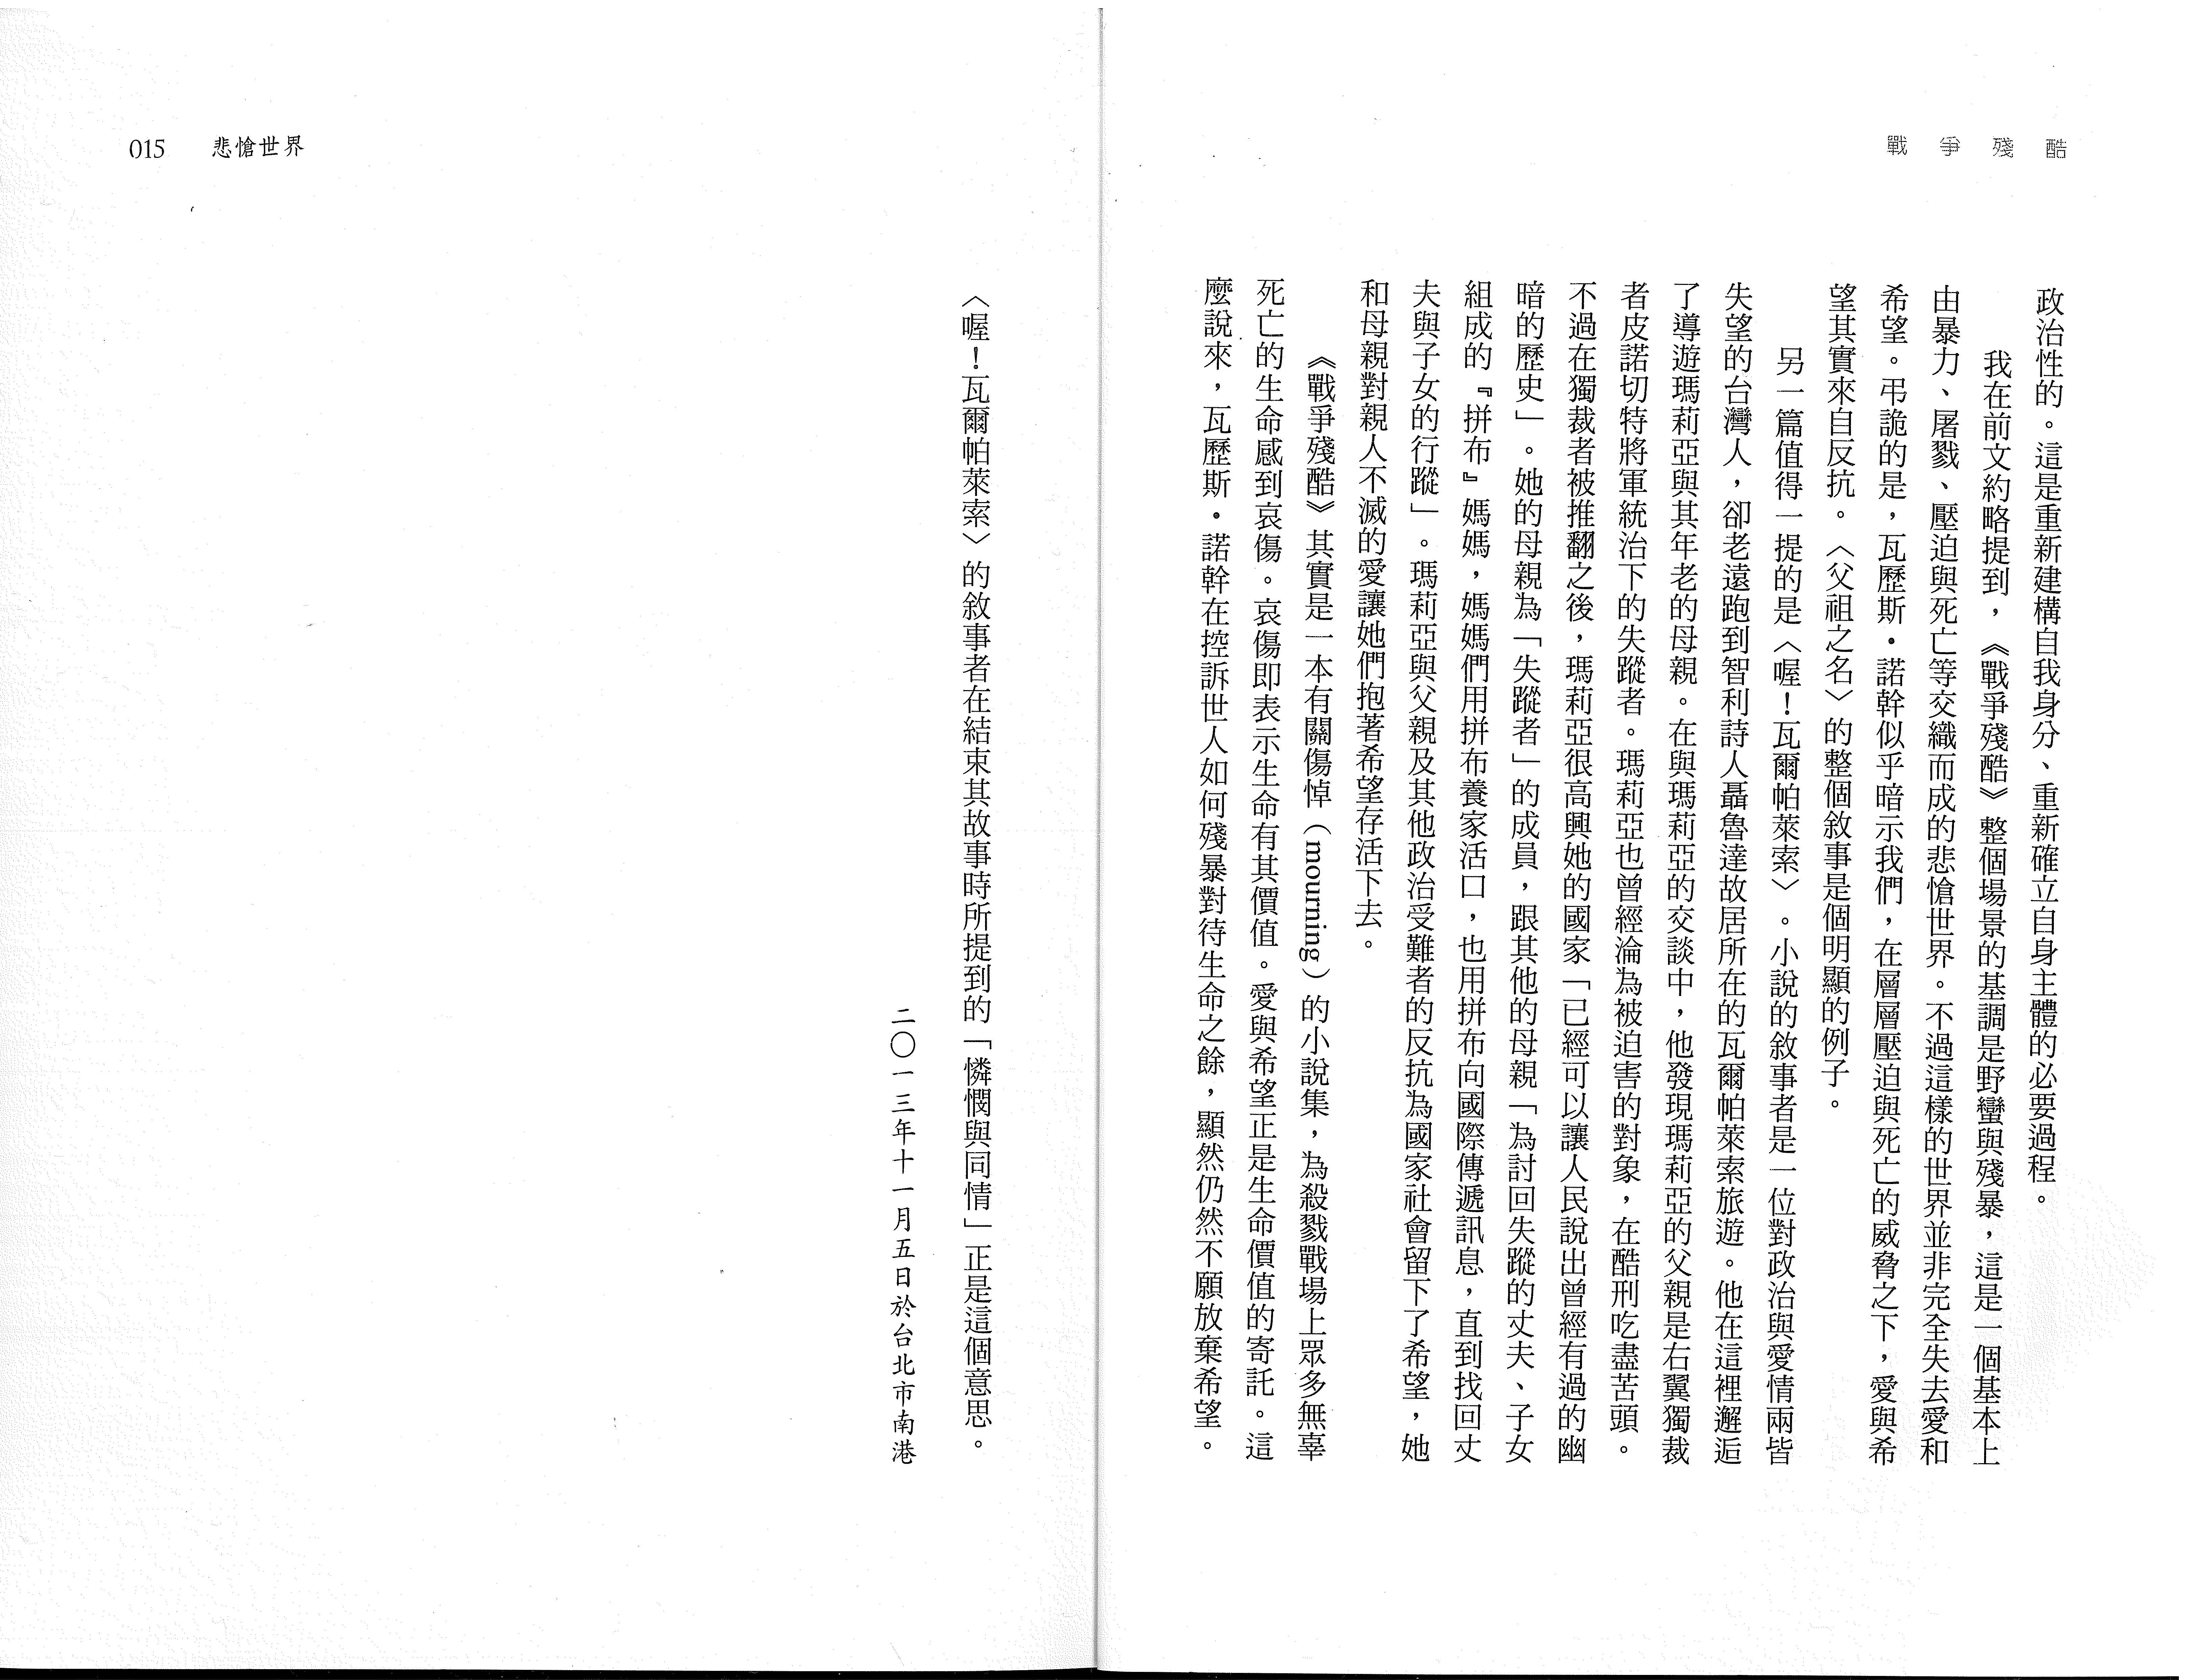 戰爭殘酷
政治性的。這是重新建構自我身分、重新確立自身主體的必要過程。
我在前文約略提到，《戰爭殘酷》整個場景的基調是野蠻與殘暴，這是一個基本上
由暴力、屠戮、壓迫與死亡等交織而成的悲愴世界。不過這樣的世界並非完全失去愛和
希望。弔詭的是，瓦歷斯•諾幹似乎暗示我們，在層層壓迫與死亡的威脅之下，愛與希
望其實來自反抗。〈父祖之名〉的整個敘事是個明顯的例子。
另一篇值得一提的是〈喔！瓦爾帕萊索〉。小說的敘事者是一位對政治與愛情兩皆
失望的台灣人，卻老遠跑到智利詩人聶魯達故居所在的瓦爾帕萊索旅遊。他在這裡邂逅
了導遊瑪莉亞與其年老的母親。在與瑪莉亞的交談中，他發現瑪莉亞的父親是右翼獨裁
者皮諾切特將軍統治下的失蹤者。瑪莉亞也曾經淪為被迫害的對象，在酷刑吃盡苦頭。
不過在獨裁者被推翻之後，瑪莉亞很高興她的國家「已經可以讓人民說出曾經有過的幽
暗的歷史」。她的母親為「失蹤者」的成員，跟其他的母親「為討回失蹤的丈夫、子女
組成的『拼布』媽媽，媽媽們用拼布養家活口，也用拼布向國際傳遞訊息，直到找回丈
夫與子女的行蹤」。瑪莉亞與父親及其他政治受難者的反抗為國家社會留下了希望，她
和母親對親人不滅的愛讓她們抱著希望存活下去。
《戰爭殘酷》其實是一本有關傷悼（mourning）的小說集，為殺戮戰場上眾多無辜
死亡的生命感到哀傷。哀傷即表示生命有其價值。愛與希望正是生命價值的寄託。這
麼說來，瓦歷斯•諾幹在控訴世人如何殘暴對待生命之餘，顯然仍然不願放棄希望。
015 悲愴世界
〈喔！瓦爾帕萊索〉的敘事者在結束其故事時所提到的「憐憫與同情」正是這個意思。
二〇一三年十一月五日於台北市南港